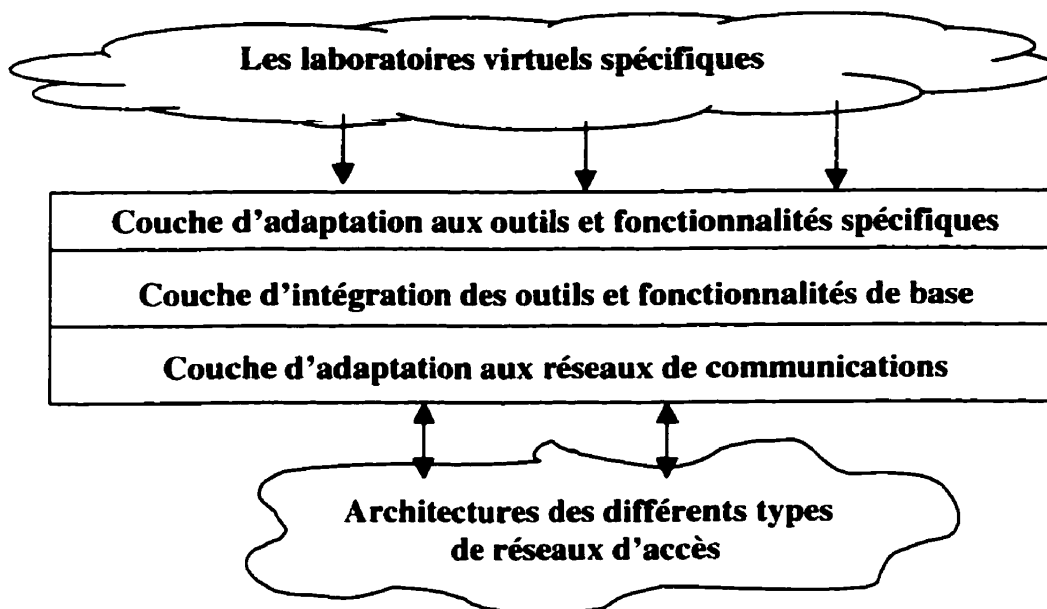 Les laboratoires virtuels spécifiques
Couche d'adaptation aux outils et fonctionnalités spécifiques
Couche d'intégration des outils et fonctionnalités de base
Couche d'adaptation aux réseaux de communications
Architectures des différents types
de réseaux d'accès